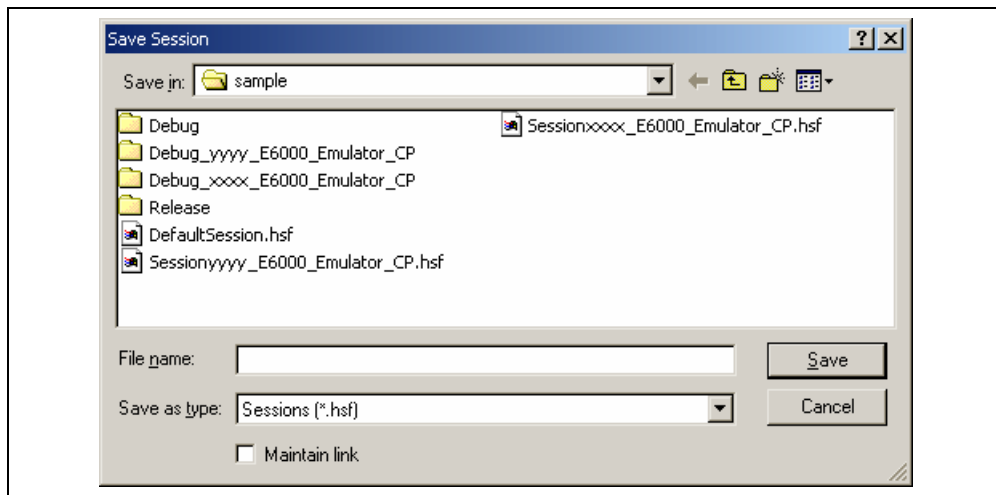 Save Session
Save in: sample
Debug
Debug_yyyy_E6000_Emulator_CP
Debug_xxxx_E6000_Emulator_CP
Release
DefaultSession.hsf
Sessionyyyy_E6000_Emulator_CP.hsf
Sessionxxxx_E6000_Emulator_CP.hsf
File name:
Save
Save as type: Sessions (*.hsf)
Cancel
Maintain link